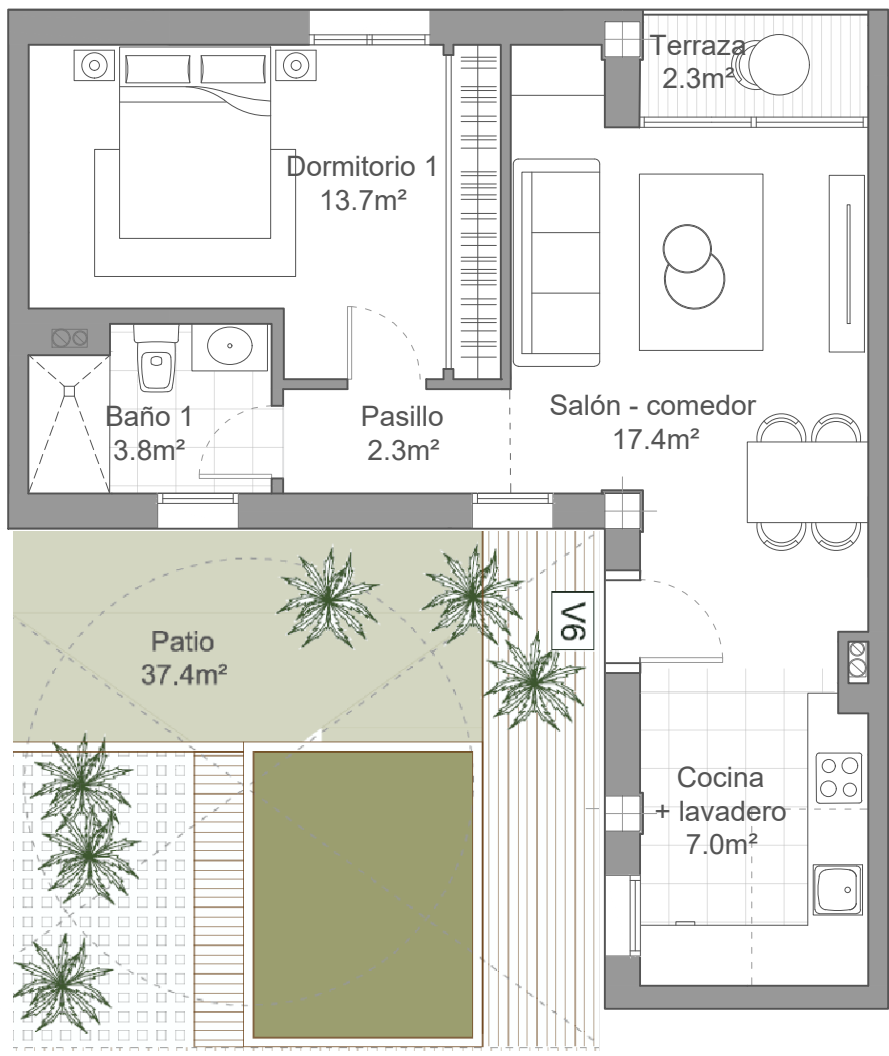 Terraza
2.3m²
Dormitorio 1
13.7m²
Baño 1
3.8m²
Pasillo
2.3m²
Salón - comedor
17.4m²
V6
Patio
37.4m²
Cocina
+ lavadero
7.0m²